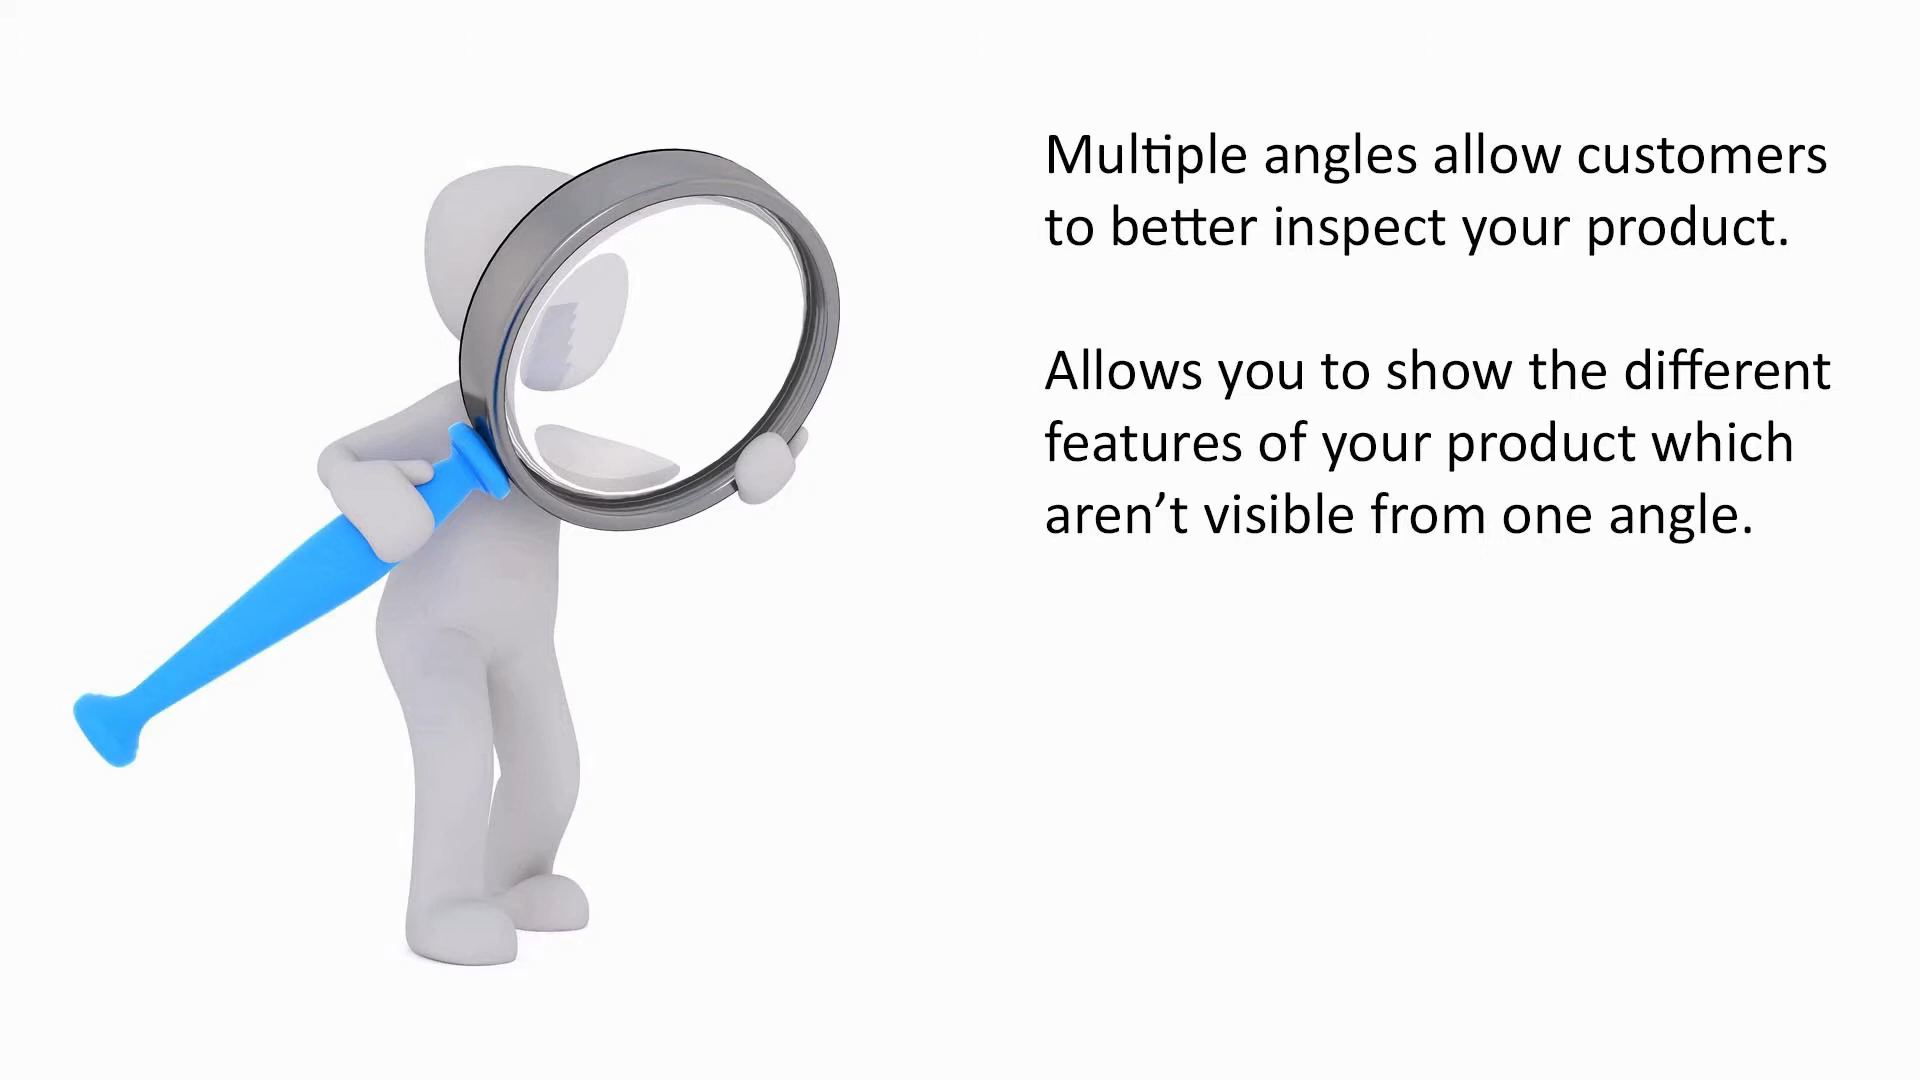 Multiple angles allow customers
to better inspect your product.
Allows you to show the different
features of your product which
aren’t visible from one angle.